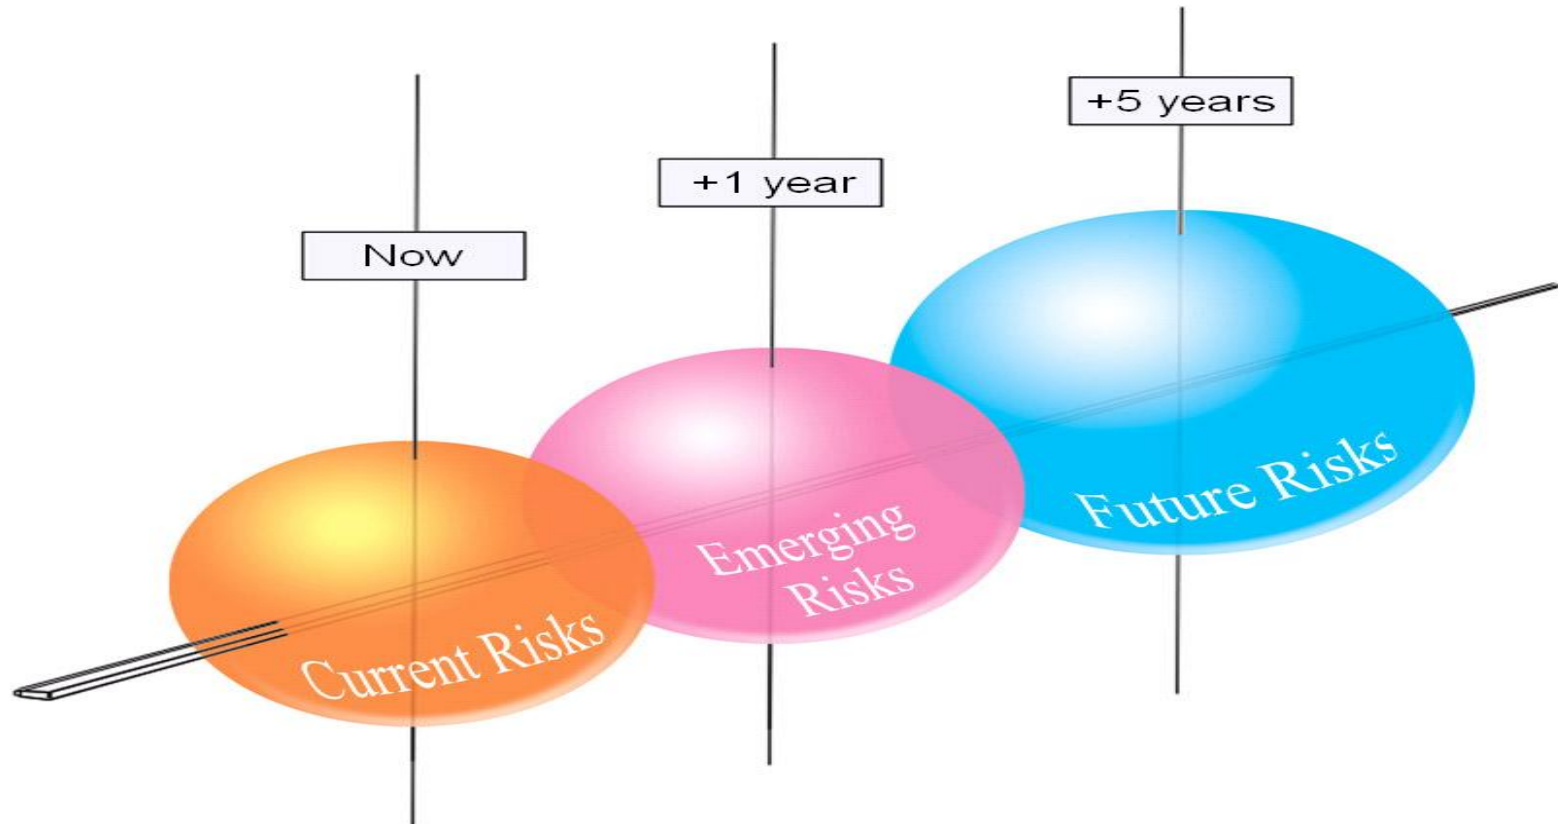 Now
+1 year
+5 years
Current Risks
Emerging
Risks
Future Risks